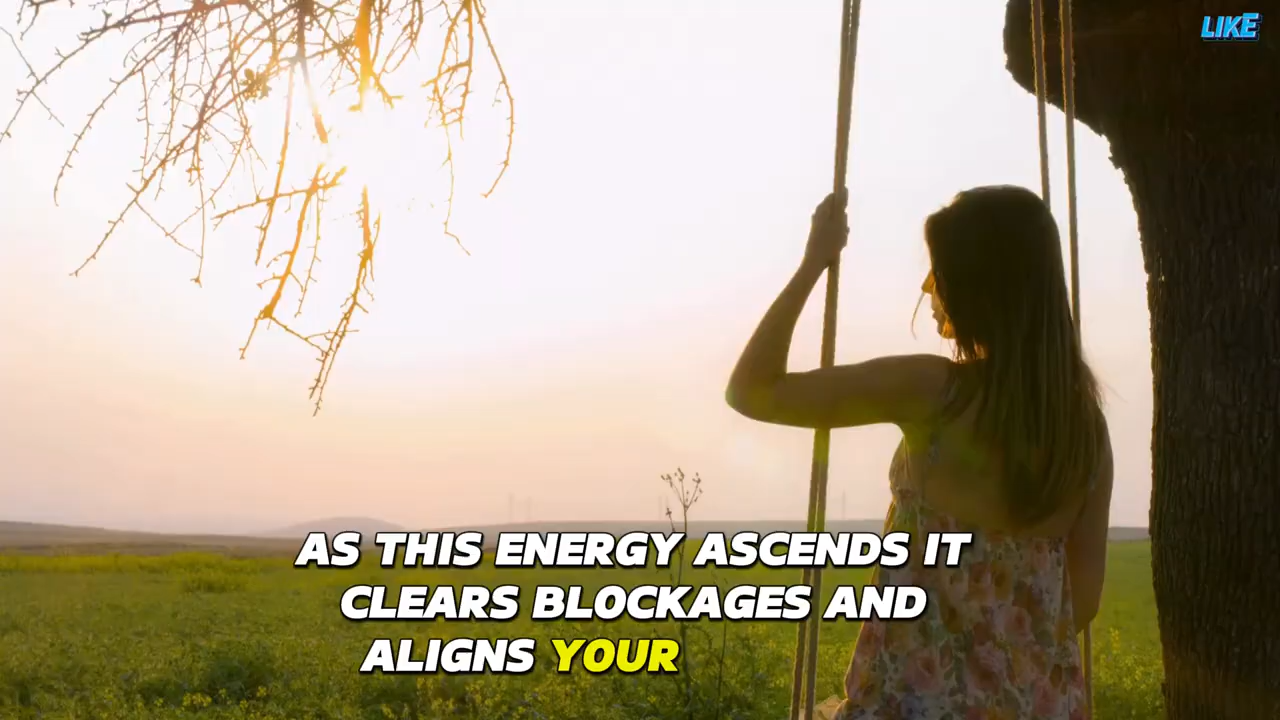 LIKE
AS THIS ENERGY ASCENDS IT
CLEARS BLOCKAGES AND
ALIGNS YOUR